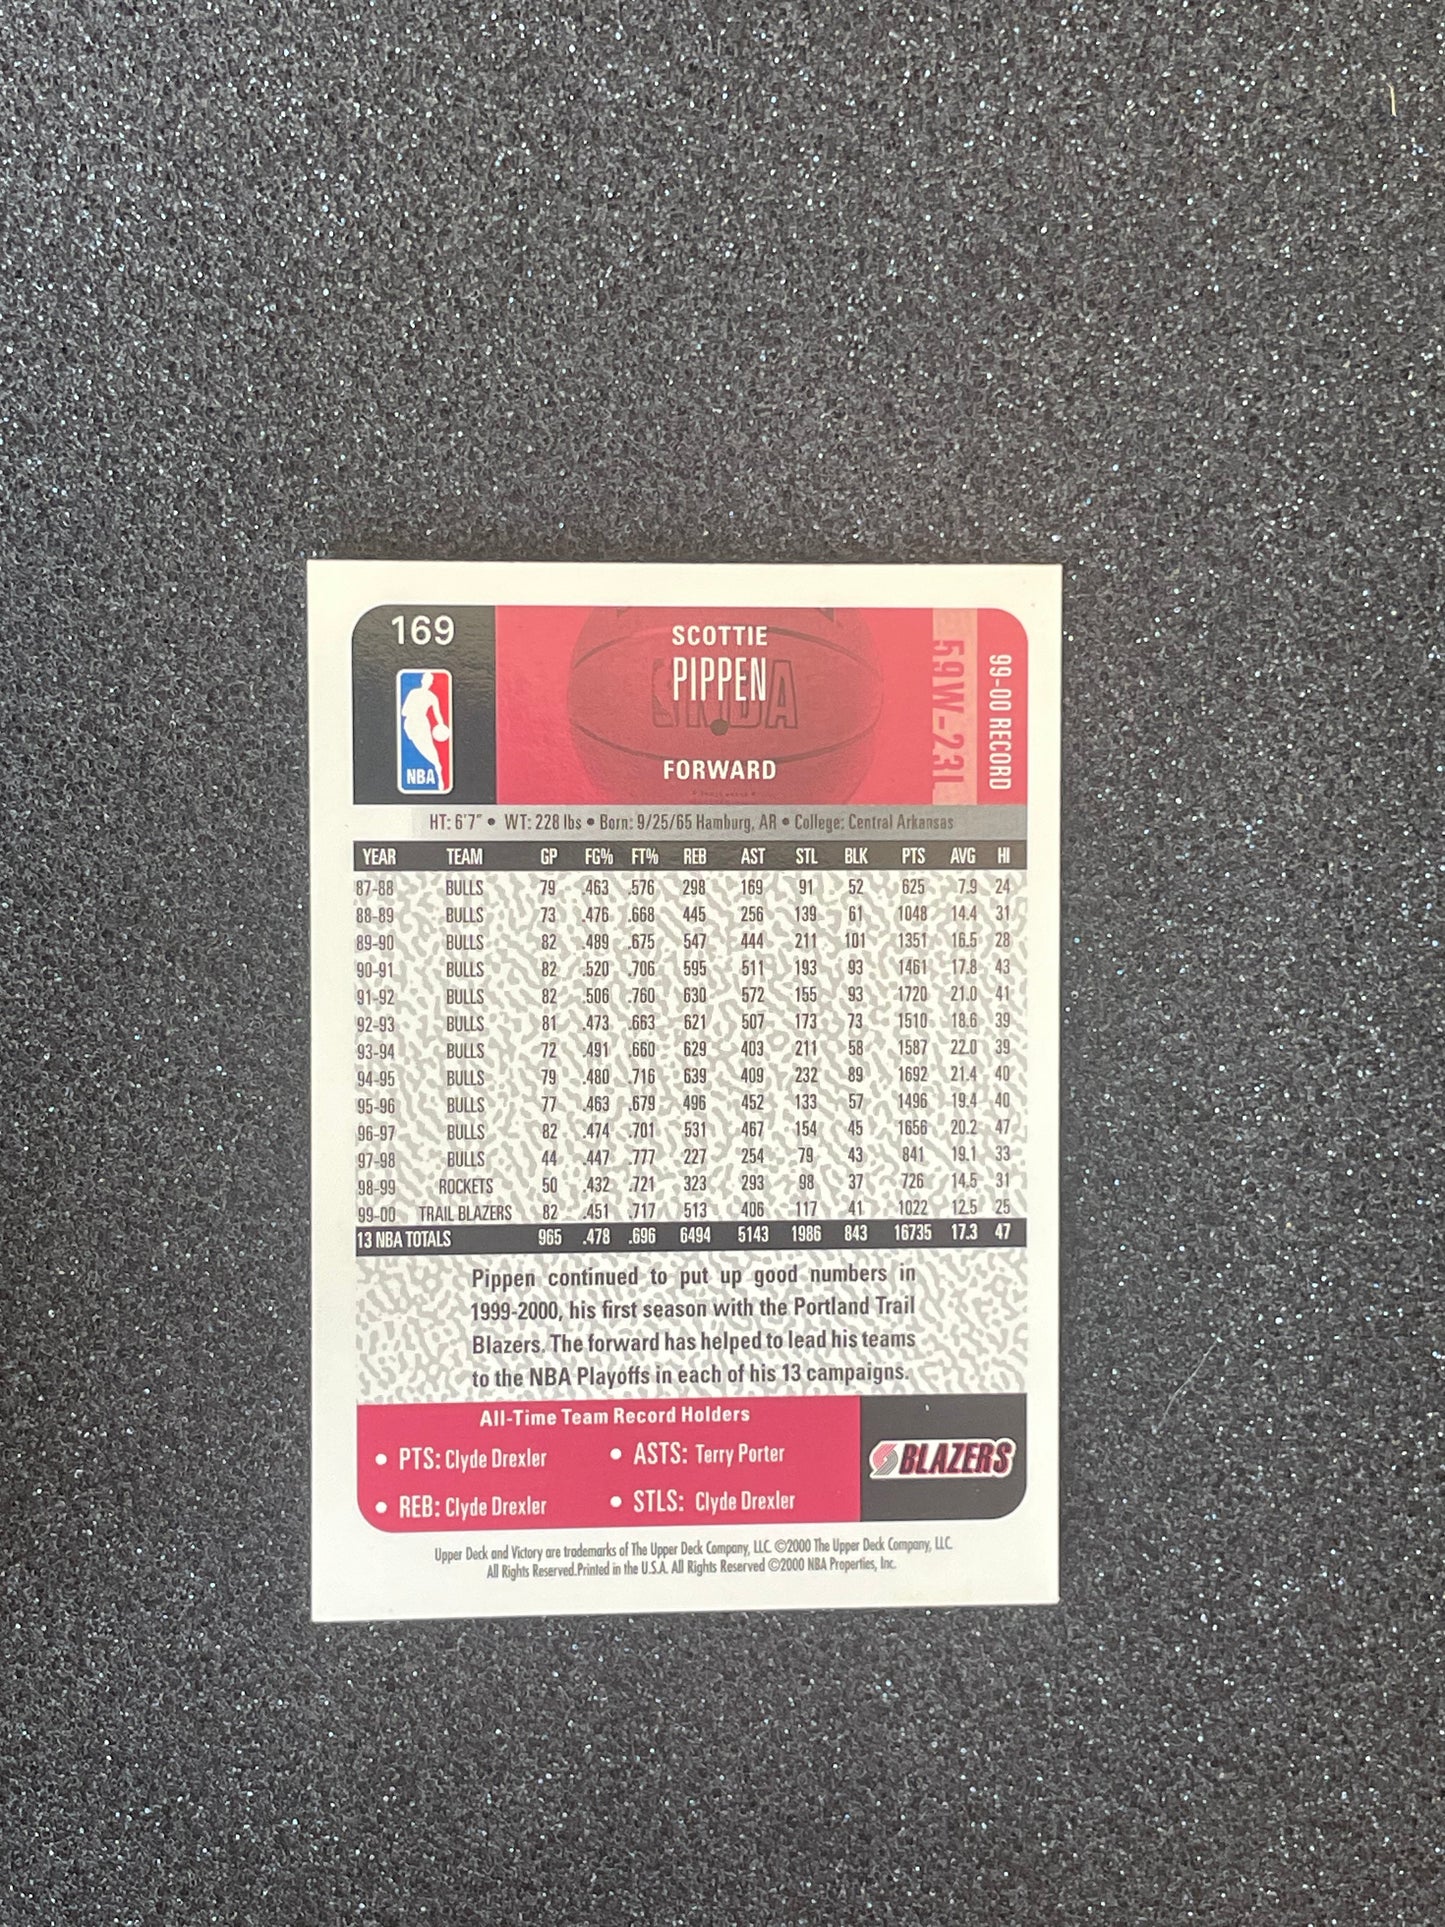 169
NBA
SCOTTIE
PIPPEN
NBA
FORWARD
59W-23L
99-00 RECORD
HT: 6'7" • WT: 228 lbs • Born: 9/25/65 Hamburg, AR • College: Central Arkansas
YEAR TEAM GP FG% FT% REB AST STL BLK PTS AVG HI
87-88 BULLS 79 .463 .576 298 169 91 52 625 7.9 24
88-89 BULLS 73 .476 .668 445 256 139 61 1048 14.4 31
89-90 BULLS 82 .489 .675 547 444 211 101 1351 16.5 28
90-91 BULLS 82 .520 .706 595 511 193 93 1461 17.8 43
91-92 BULLS 82 .506 .760 630 572 155 93 1720 21.0 41
92-93 BULLS 81 .473 .663 621 507 173 73 1510 18.6 39
93-94 BULLS 72 .491 .660 629 403 211 58 1587 22.0 39
94-95 BULLS 79 .480 .716 639 409 232 89 1692 21.4 40
95-96 BULLS 77 .463 .679 496 452 133 57 1496 19.4 40
96-97 BULLS 82 .474 .701 531 467 154 45 1656 20.2 47
97-98 BULLS 44 .447 .777 227 254 79 43 841 19.1 33
98-99 ROCKETS 50 .432 .721 323 293 98 37 726 14.5 31
99-00 TRAIL BLAZERS 82 .451 .717 513 406 117 41 1022 12.5 25
13 NBA TOTALS 965 .478 .696 6494 5143 1986 843 16735 17.3 47
Pippen continued to put up good numbers in
1999-2000, his first season with the Portland Trail
Blazers. The forward has helped to lead his teams
to the NBA Playoffs in each of his 13 campaigns.
All-Time Team Record Holders
• PTS: Clyde Drexler • ASTS: Terry Porter
• REB: Clyde Drexler • STLS: Clyde Drexler
BLAZERS
Upper Deck and Victory are trademarks of The Upper Deck Company, LLC. ©2000 The Upper Deck Company, LLC.
All Rights Reserved.Printed in the U.S.A. All Rights Reserved ©2000 NBA Properties, Inc.